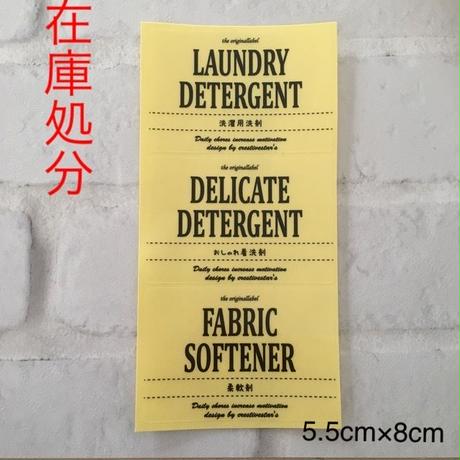 在庫処分
the originallabel
LAUNDRY
DETERGENT
洗濯用洗剤
Daily chores increase motivation
design by creativestar's
the originallabel
DELICATE
DETERGENT
おしゃれ着洗剤
Daily chores increase motivation
design by creativestar's
the originallabel
FABRIC
SOFTENER
柔軟剤
Daily chores increase motivation
design by creativestar's
5.5cm×8cm